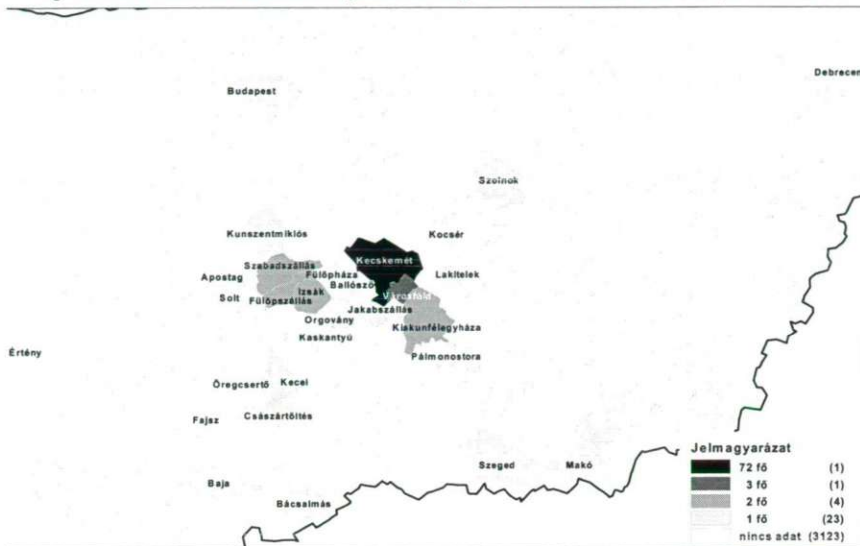 Debrecen
Budapest
Szolnok
Kunszentmiklós
Kocsér
Kecskemét
Szabadszállás
Apostag
Fülöpháza
Lakitelek
Ballószö
Izsák
Városföld
Solt
Fülöpszállás
Jakabszállás
Orgovány
Kiskunfélegyháza
Kaskantyú
Értény
Pálmonostora
Öregcsertő
Kecel
Fajsz
Császártöltés
Jelmagyarázat
72 fő (1)
3 fő (1)
2 fő (4)
1 fő (23)
nincs adat (3123)
Szeged
Makó
Baja
Bácsalmás